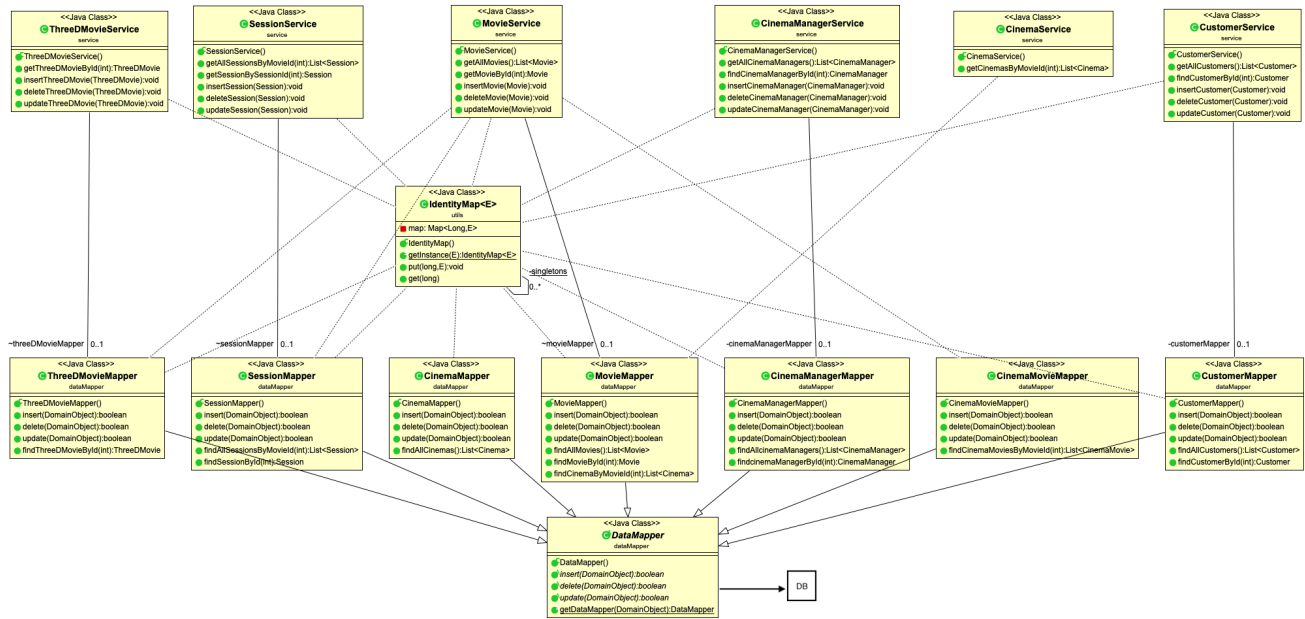 <<Java Class>>
ThreeDMovieService
service
ThreeDMovieService()
getThreeDMovieById(int):ThreeDMovie
insertThreeDMovie(ThreeDMovie):void
deleteThreeDMovie(ThreeDMovie):void
updateThreeDMovie(ThreeDMovie):void
<<Java Class>>
SessionService
service
SessionService()
getAllSessionsByMovieId(int):List<Session>
getSessionBySessionId(int):Session
insertSession(Session):void
deleteSession(Session):void
updateSession(Session):void
<<Java Class>>
MovieService
service
MovieService()
getAllMovies():List<Movie>
getMovieById(int):Movie
insertMovie(Movie):void
deleteMovie(Movie):void
updateMovie(Movie):void
<<Java Class>>
CinemaManagerService
service
CinemaManagerService()
getAllCinemaManagers():List<CinemaManager>
findCinemanagerById(int):CinemaManager
insertCinemaManager(CinemaManager):void
deleteCinemaManager(CinemaManager):void
updateCinemaManager(CinemaManager):void
<<Java Class>>
CinemaService
service
CinemaService()
getCinemasByMovieId(int):List<Cinema>
<<Java Class>>
CustomerService
service
CustomerService()
getAllCustomers():List<Customer>
findCustomerById(int):Customer
insertCustomer(Customer):void
deleteCustomer(Customer):void
updateCustomer(Customer):void
<<Java Class>>
IdentityMap<E>
utils
map: Map<Long,E>
IdentityMap()
getInstance(E):IdentityMap<E>
put(long,E):void
get(long)
-singletons
0..*
~threeDMovieMapper 0..1
~sessionMapper 0..1
~movieMapper 0..1
-cinemaManagerMapper 0..1
-customerMapper 0..1
<<Java Class>>
ThreeDMovieMapper
dataMapper
ThreeDMovieMapper()
insert(DomainObject):boolean
delete(DomainObject):boolean
update(DomainObject):boolean
findThreeDMovieById(int):ThreeDMovie
<<Java Class>>
SessionMapper
dataMapper
SessionMapper()
insert(DomainObject):boolean
delete(DomainObject):boolean
update(DomainObject):boolean
findAllSessionsByMovieId(int):List<Session>
findSessionById(int):Session
<<Java Class>>
CinemaMapper
dataMapper
CinemaMapper()
insert(DomainObject):boolean
delete(DomainObject):boolean
update(DomainObject):boolean
findAllCinemas():List<Cinema>
<<Java Class>>
MovieMapper
dataMapper
MovieMapper()
insert(DomainObject):boolean
delete(DomainObject):boolean
update(DomainObject):boolean
findAllMovies():List<Movie>
findMovieById(int):Movie
findCinemaByMovieId(int):List<Cinema>
<<Java Class>>
CinemaManagerMapper
dataMapper
CinemaManagerMapper()
insert(DomainObject):boolean
delete(DomainObject):boolean
update(DomainObject):boolean
findAllcinemaManagers():List<CinemaManager>
findcinemaManagerById(int):CinemaManager
<<Java Class>>
CinemaMovieMapper
dataMapper
CinemaMovieMapper()
insert(DomainObject):boolean
delete(DomainObject):boolean
update(DomainObject):boolean
findCinemaMoviesByMovieId(int):List<CinemaMovie>
<<Java Class>>
CustomerMapper
dataMapper
CustomerMapper()
insert(DomainObject):boolean
delete(DomainObject):boolean
update(DomainObject):boolean
findAllCustomers():List<Customer>
findCustomerById(int):Customer
<<Java Class>>
DataMapper
dataMapper
DataMapper()
insert(DomainObject):boolean
delete(DomainObject):boolean
update(DomainObject):boolean
getDataMapper(DomainObject):DataMapper
DB